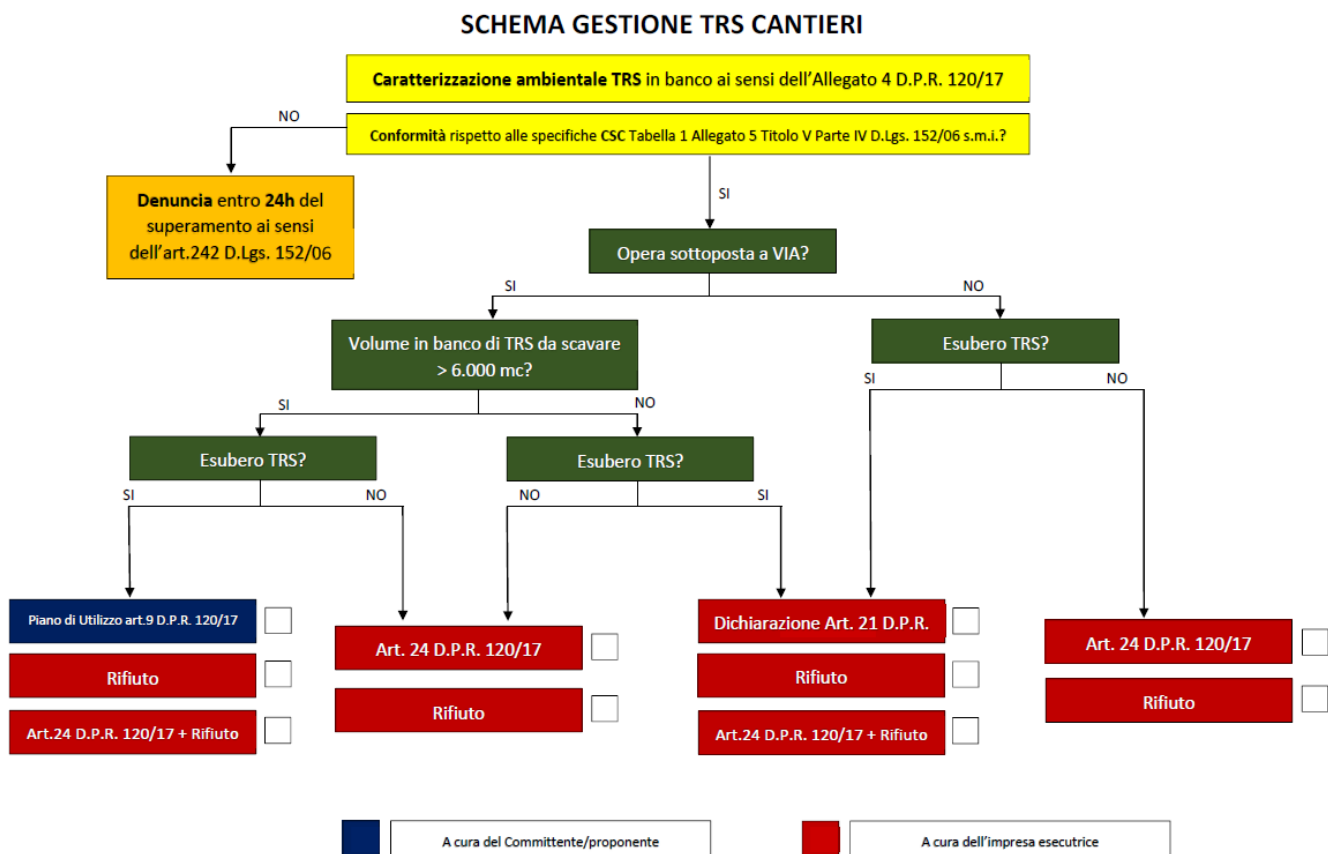 SCHEMA GESTIONE TRS CANTIERI
Caratterizzazione ambientale TRS in banco ai sensi dell'Allegato 4 D.P.R. 120/17
NO
Conformità rispetto alle specifiche CSC Tabella 1 Allegato 5 Titolo V Parte IV D.Lgs. 152/06 s.m.i.?
Denuncia entro 24h del
superamento ai sensi
dell'art.242 D.Lgs. 152/06
SI
Opera sottoposta a VIA?
SI
NO
Volume in banco di TRS da scavare
> 6.000 mc?
Esubero TRS?
SI
NO
SI
NO
Esubero TRS?
Esubero TRS?
SI
NO
NO
SI
Piano di Utilizzo art.9 D.P.R. 120/17
Rifiuto
Art.24 D.P.R. 120/17 + Rifiuto
Art. 24 D.P.R. 120/17
Rifiuto
Dichiarazione Art. 21 D.P.R.
Rifiuto
Art.24 D.P.R. 120/17 + Rifiuto
Art. 24 D.P.R. 120/17
Rifiuto
A cura del Committente/proponente
A cura dell'impresa esecutrice